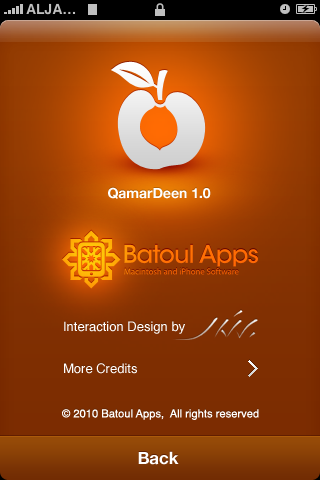 ALJA...
QamarDeen 1.0
Batoul Apps
Macintosh and iPhone Software
Interaction Design by
More Credits
© 2010 Batoul Apps, All rights reserved
Back